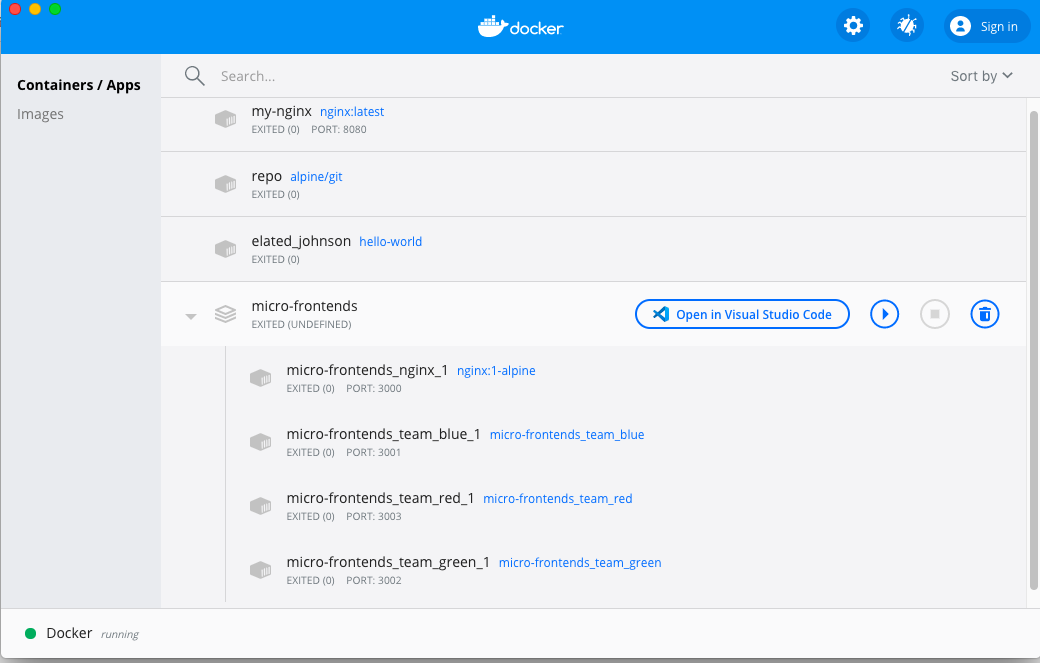 docker
Sign in
Containers / Apps
Images
Search...
Sort by
my-nginx nginx:latest
EXITED (0) PORT: 8080
repo alpine/git
EXITED (0)
elated_johnson hello-world
EXITED (0)
micro-frontends
EXITED (UNDEFINED)
Open in Visual Studio Code
micro-frontends_nginx_1 nginx:1-alpine
EXITED (0) PORT: 3000
micro-frontends_team_blue_1 micro-frontends_team_blue
EXITED (0) PORT: 3001
micro-frontends_team_red_1 micro-frontends_team_red
EXITED (0) PORT: 3003
micro-frontends_team_green_1 micro-frontends_team_green
EXITED (0) PORT: 3002
Docker running